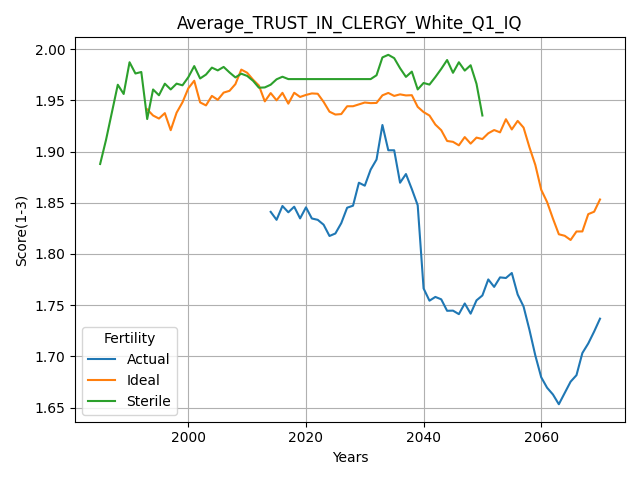 Average_TRUST_IN_CLERGY_White_Q1_IQ
2.00
1.95
1.90
1.85
1.80
1.75
1.70
1.65
Score(1-3)
Fertility
Actual
Ideal
Sterile
2000
2020
2040
2060
Years